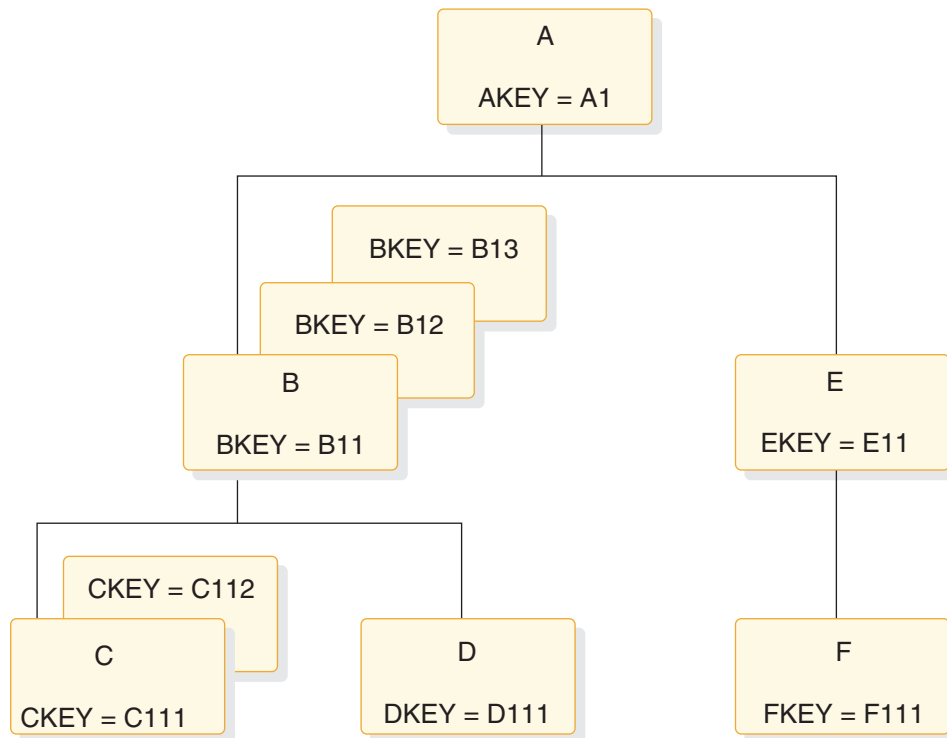 A
AKEY = A1
BKEY = B13
BKEY = B12
B
BKEY = B11
E
EKEY = E11
CKEY = C112
C
CKEY = C111
D
DKEY = D111
F
FKEY = F111